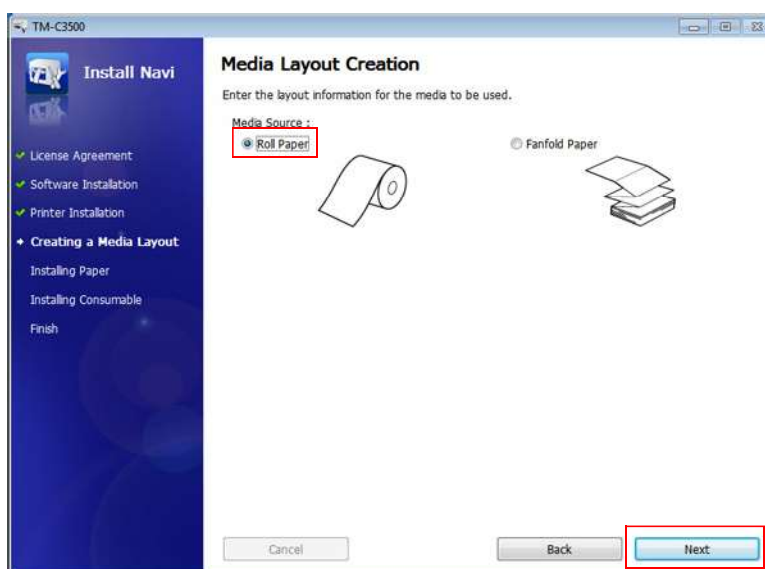 TM-C3500
Install Navi
License Agreement
Software Installation
Printer Installation
Creating a Media Layout
Installing Paper
Installing Consumable
Finish
Media Layout Creation
Enter the layout information for the media to be used.
Media Source :
Roll Paper
Fanfold Paper
Cancel
Back
Next